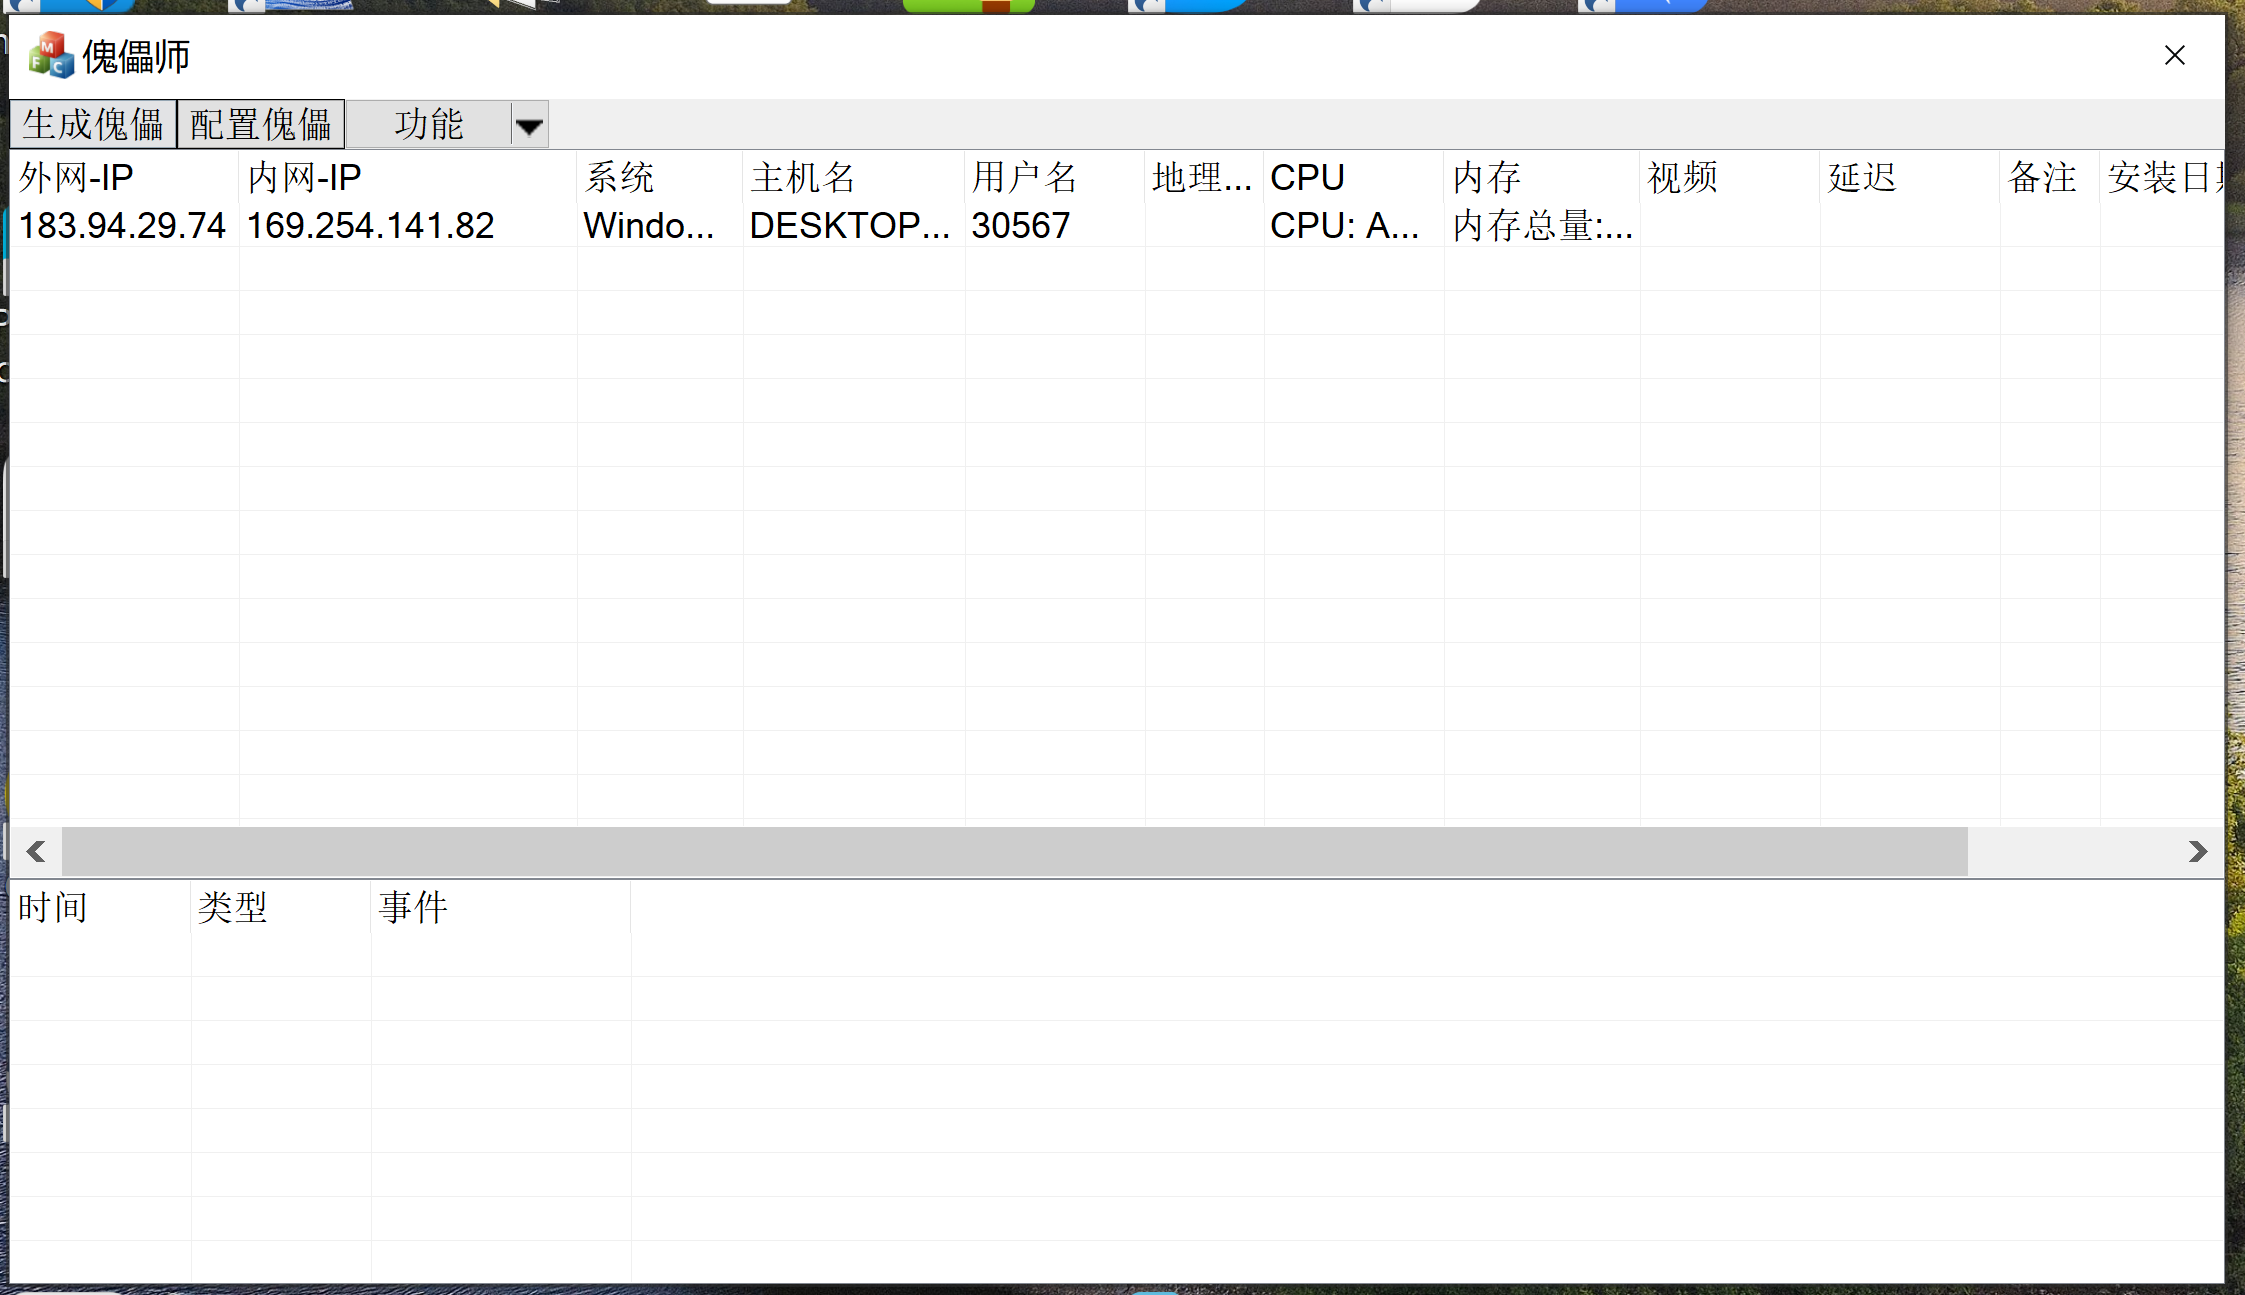 傀儡师
生成傀儡 配置傀儡 功能
外网-IP 内网-IP 系统 主机名 用户名 地理... CPU 内存 视频 延迟 备注 安装日
183.94.29.74 169.254.141.82 Windo... DESKTOP... 30567 CPU: A... 内存总量:...
时间 类型 事件